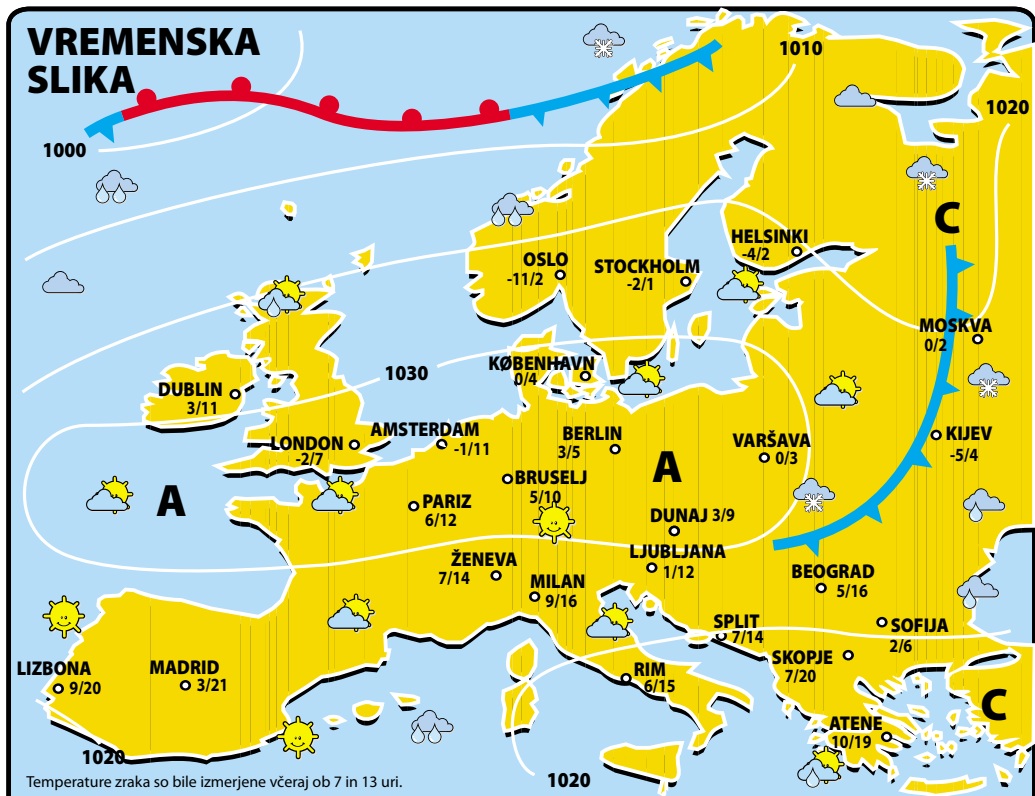 VREMENSKA
SLIKA
1010
1020
1000
C
HELSINKI
-4/2
OSLO
-11/2
STOCKHOLM
-2/1
MOSKVA
0/2
KØBENHAVN
0/4
1030
DUBLIN
3/11
AMSTERDAM
-1/11
LONDON
-2/7
BERLIN
3/5
VARŠAVA
0/3
KIJEV
-5/4
A
A
BRUSELJ
5/10
PARIZ
6/12
DUNAJ 3/9
LJUBLJANA
1/12
ŽENEVA
7/14
MILAN
9/16
BEOGRAD
5/16
SPLIT
7/14
SOFIJA
2/6
SKOPJE
7/20
LIZBONA
9/20
MADRID
3/21
RIM
6/15
C
ATENE
10/19
1020
1020
Temperature zraka so bile izmerjene včeraj ob 7 in 13 uri.